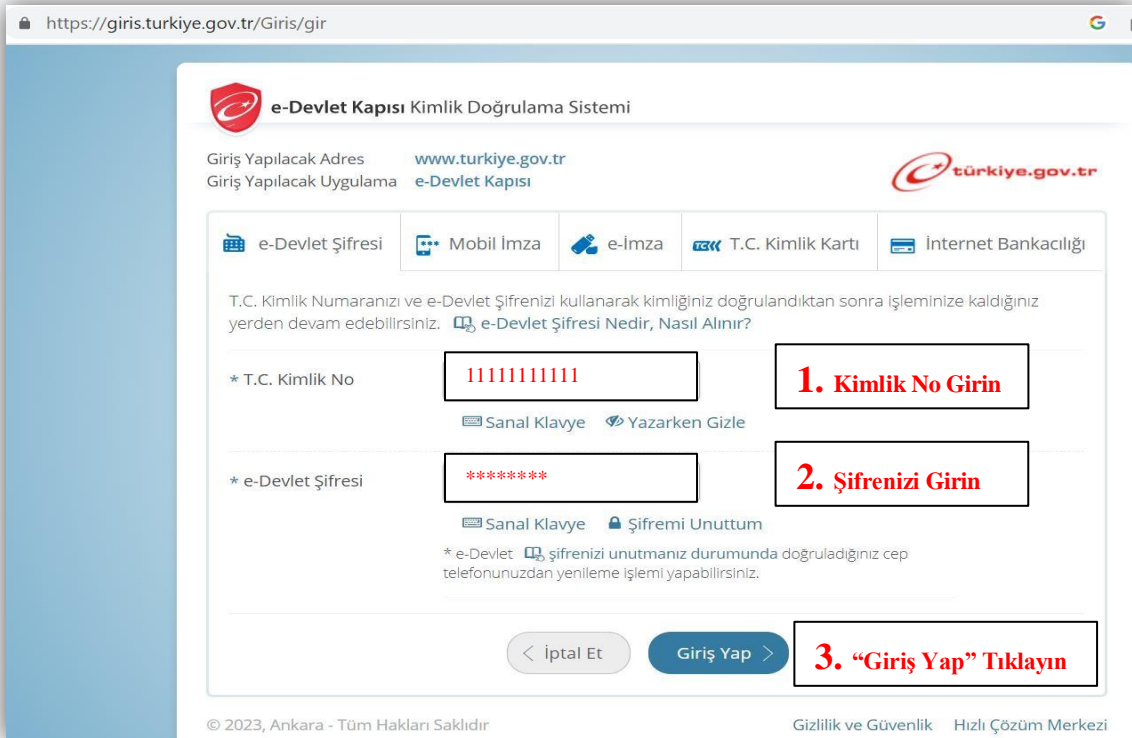 https://giris.turkiye.gov.tr/Giris/gir
e-Devlet Kapısı Kimlik Doğrulama Sistemi
Giriş Yapılacak Adres www.turkiye.gov.tr
Giriş Yapılacak Uygulama e-Devlet Kapısı
türkiye.gov.tr
e-Devlet Şifresi Mobil İmza e-İmza T.C. Kimlik Kartı İnternet Bankacılığı
T.C. Kimlik Numaranızı ve e-Devlet Şifrenizi kullanarak kimliğiniz doğrulandıktan sonra işleminize kaldığınız
yerden devam edebilirsiniz. e-Devlet Şifresi Nedir, Nasıl Alınır?
* T.C. Kimlik No 11111111111 1. Kimlik No Girin
Sanal Klavye Yazarken Gizle
* e-Devlet Şifresi ******** 2. Şifrenizi Girin
Sanal Klavye Şifremi Unuttum
* e-Devlet şifrenizi unutmanız durumunda doğruladığınız cep
telefonunuzdan yenileme işlemi yapabilirsiniz.
İptal Et Giriş Yap 3. “Giriş Yap” Tıklayın
© 2023, Ankara - Tüm Hakları Saklıdır Gizlilik ve Güvenlik Hızlı Çözüm Merkezi